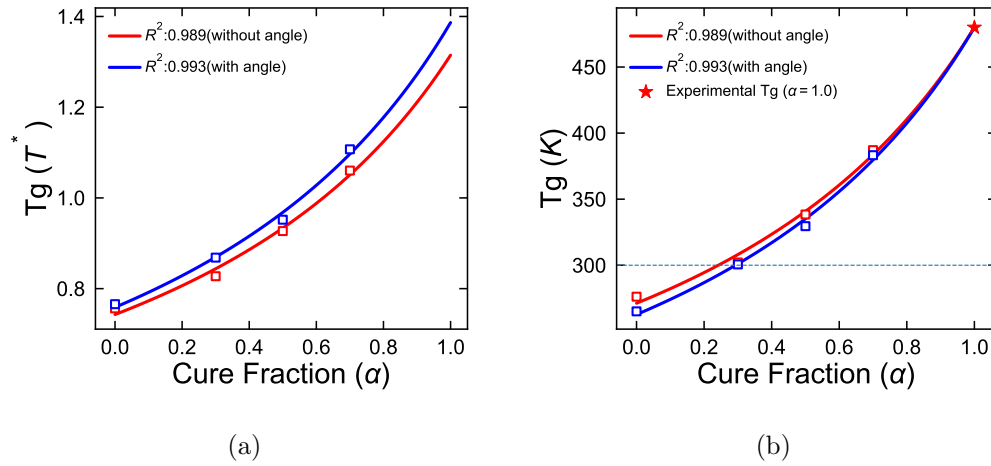 1.4
1.2
1.0
0.8
Tg (T*)
R²:0.989(without angle)
R²:0.993(with angle)
0.0 0.2 0.4 0.6 0.8 1.0
Cure Fraction (α)
(a)
450
400
350
300
Tg (K)
R²:0.989(without angle)
R²:0.993(with angle)
Experimental Tg (α = 1.0)
0.0 0.2 0.4 0.6 0.8 1.0
Cure Fraction (α)
(b)